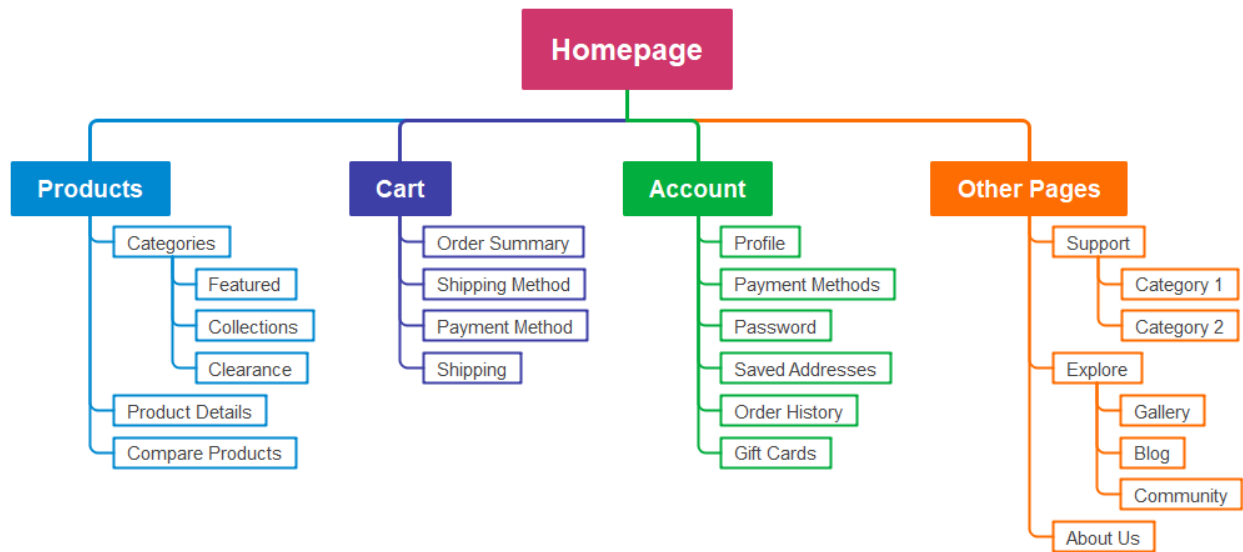 Homepage
Products
Cart
Account
Other Pages
Categories
Featured
Collections
Clearance
Product Details
Compare Products
Order Summary
Shipping Method
Payment Method
Shipping
Profile
Payment Methods
Password
Saved Addresses
Order History
Gift Cards
Support
Category 1
Category 2
Explore
Gallery
Blog
Community
About Us